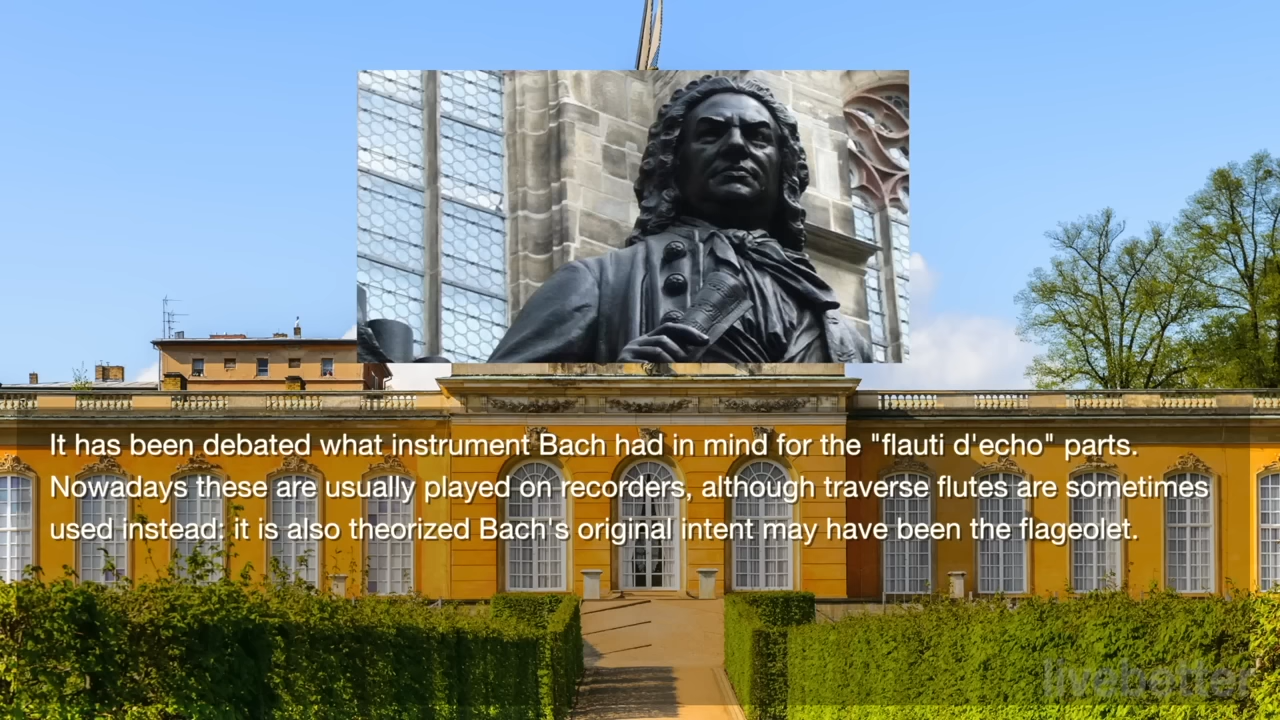 It has been debated what instrument Bach had in mind for the "flauti d'echo" parts.
Nowadays these are usually played on recorders, although traverse flutes are sometimes
used instead: it is also theorized Bach's original intent may have been the flageolet.
livebetter